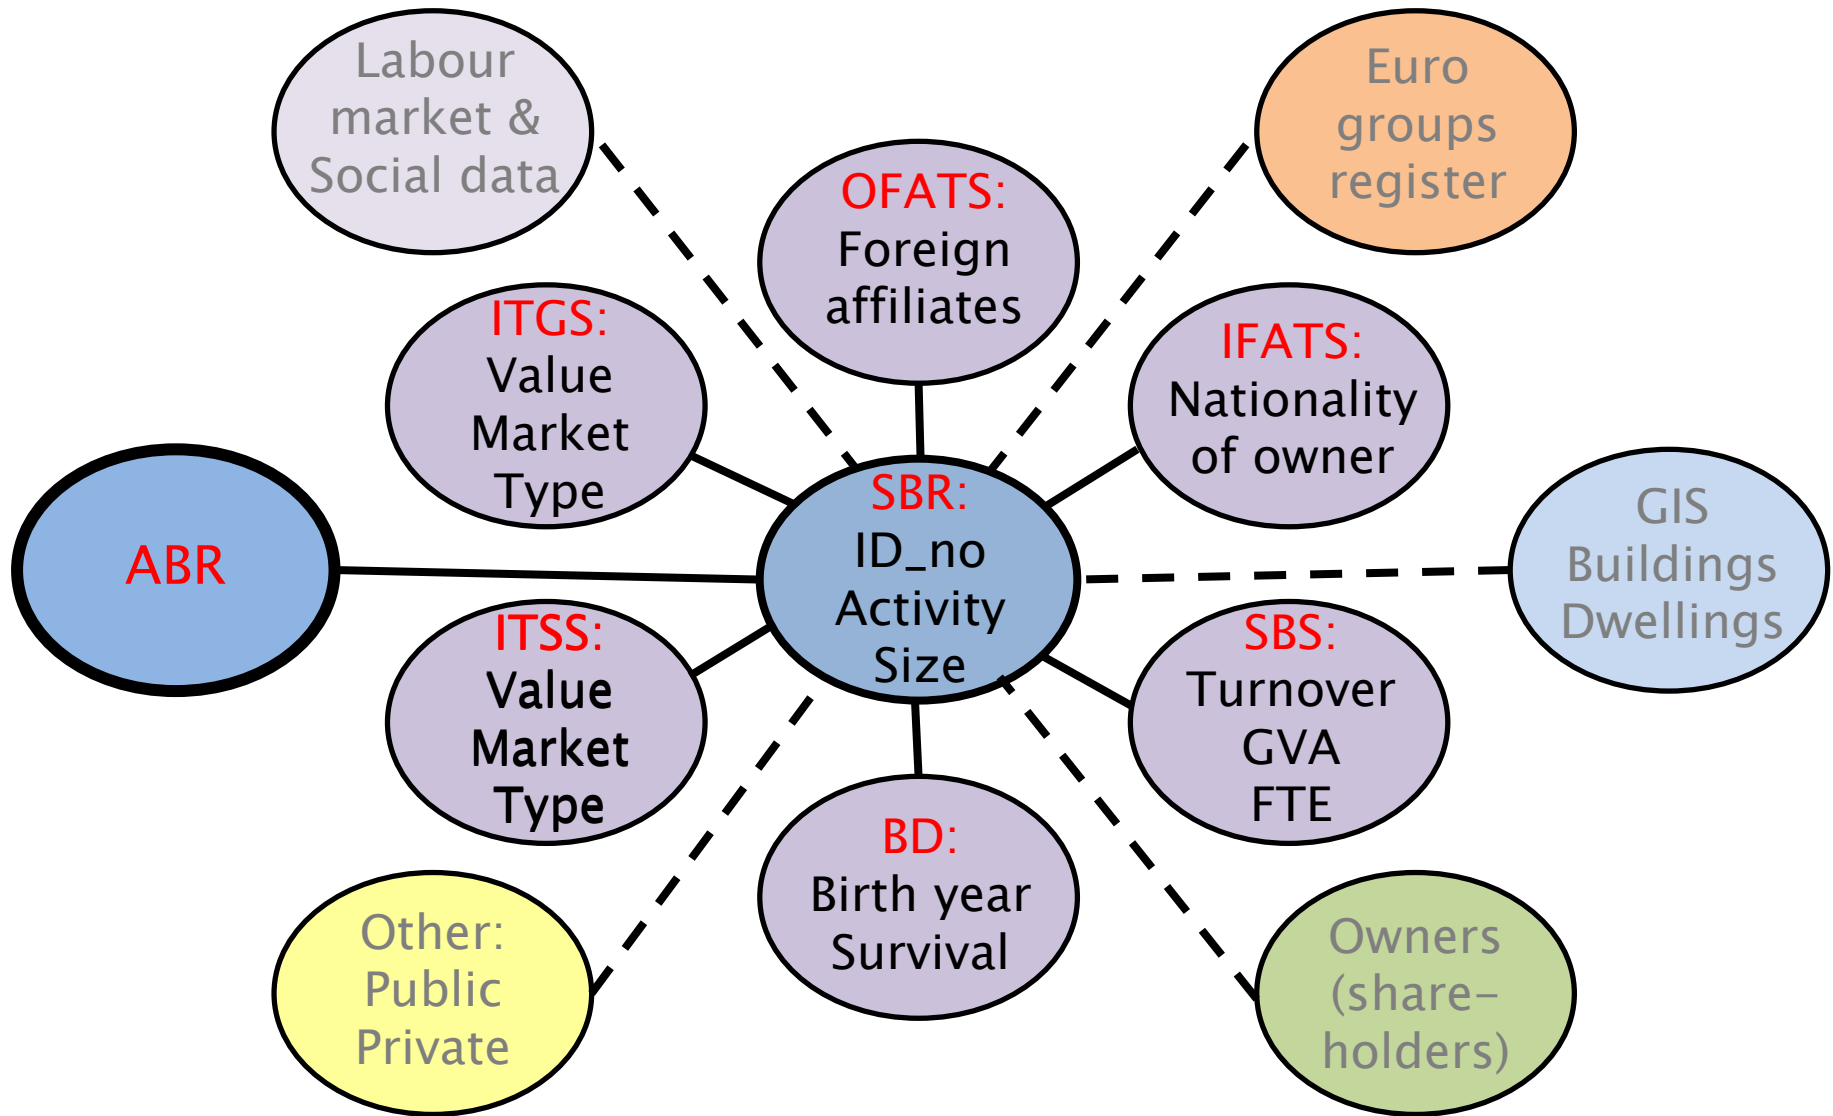 Labour
market &
Social data
Euro
groups
register
OFATS:
Foreign
affiliates
ITGS:
Value
Market
Type
IFATS:
Nationality
of owner
ABR
SBR:
ID_no
Activity
Size
GIS
Buildings
Dwellings
ITSS:
Value
Market
Type
SBS:
Turnover
GVA
FTE
BD:
Birth year
Survival
Other:
Public
Private
Owners
(share-
holders)